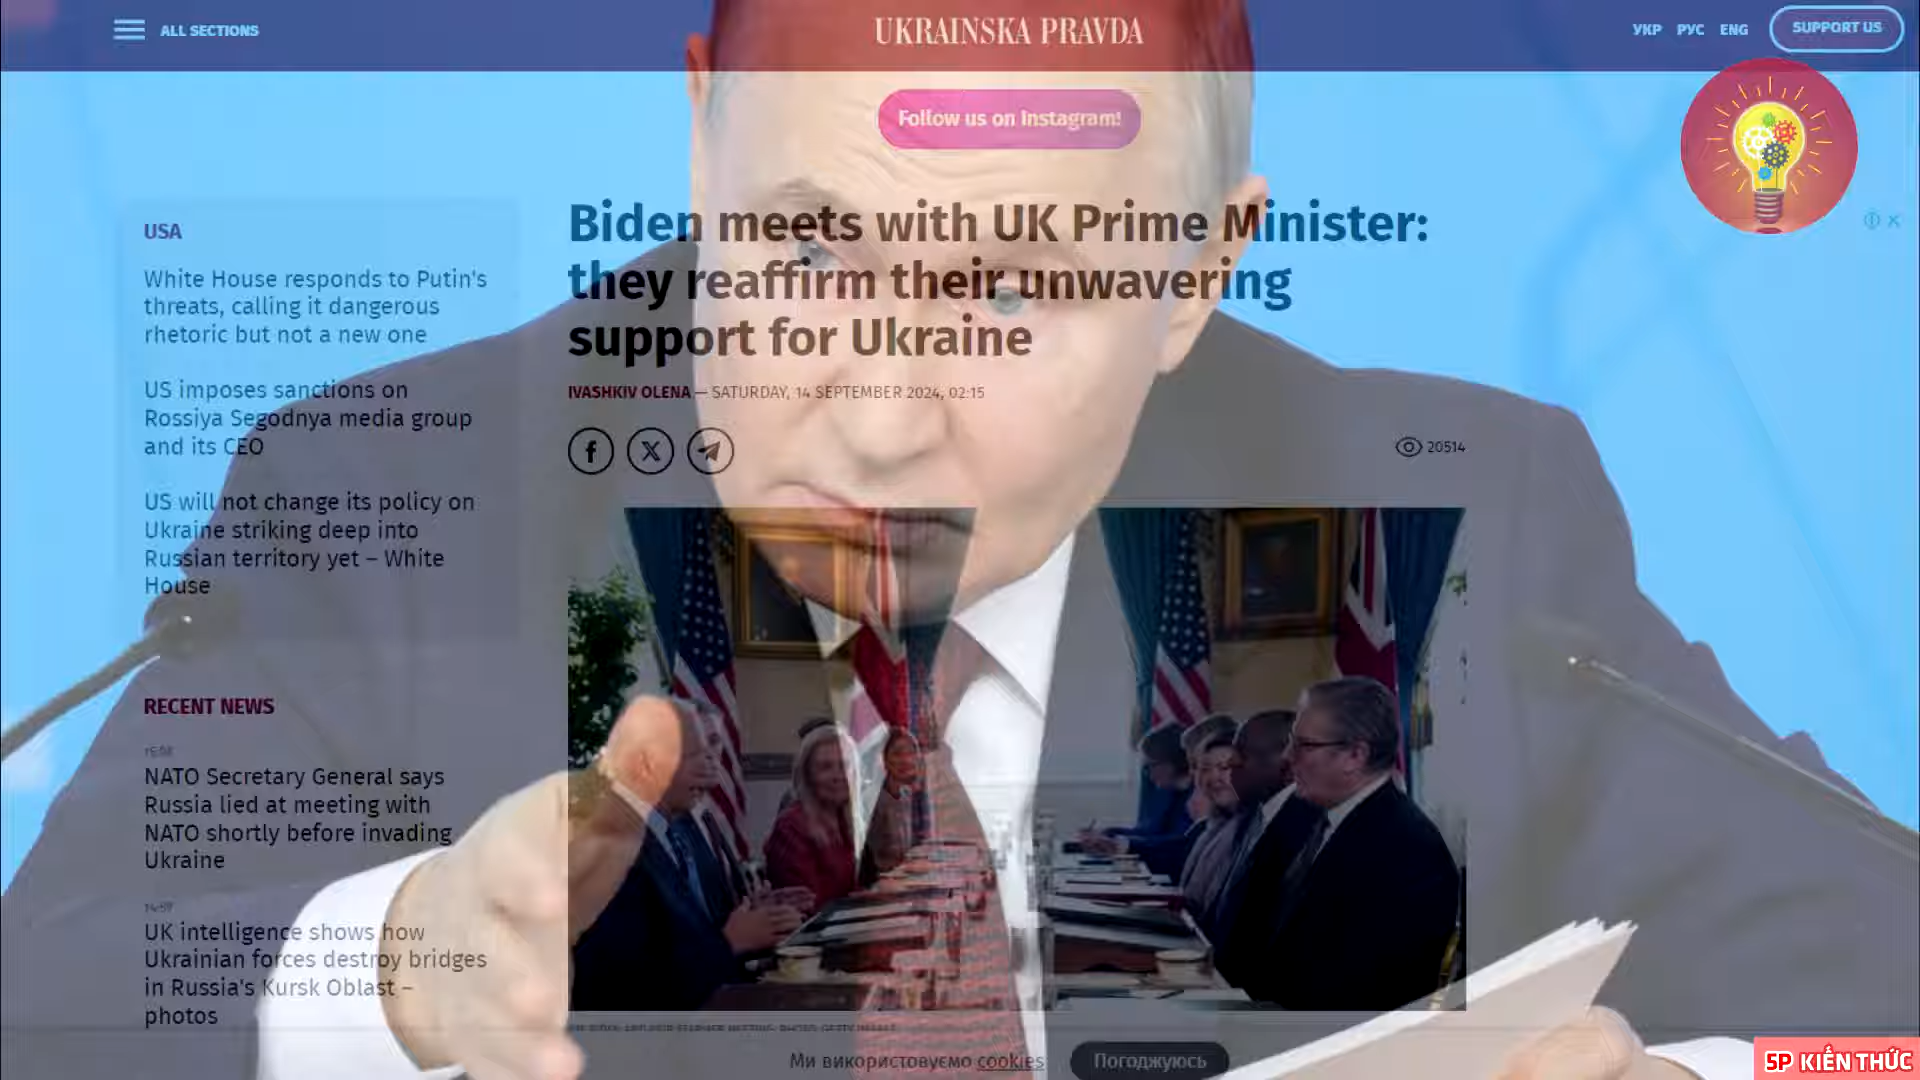 ALL SECTIONS
UKRAINSKA PRAVDA
УКР РУС ENG
SUPPORT US
Follow us on Instagram!
USA
White House responds to Putin's
threats, calling it dangerous
rhetoric but not a new one
US imposes sanctions on
Rossiya Segodnya media group
and its CEO
US will not change its policy on
Ukraine striking deep into
Russian territory yet – White
House
RECENT NEWS
NATO Secretary General says
Russia lied at meeting with
NATO shortly before invading
Ukraine
UK intelligence shows how
Ukrainian forces destroy bridges
in Russia's Kursk Oblast –
photos
Biden meets with UK Prime Minister:
they reaffirm their unwavering
support for Ukraine
IVASHKIV OLENA — SATURDAY, 14 SEPTEMBER 2024, 02:15
20514
Ми використовуємо cookies
Погоджуюсь
5P KIẾN THỨC